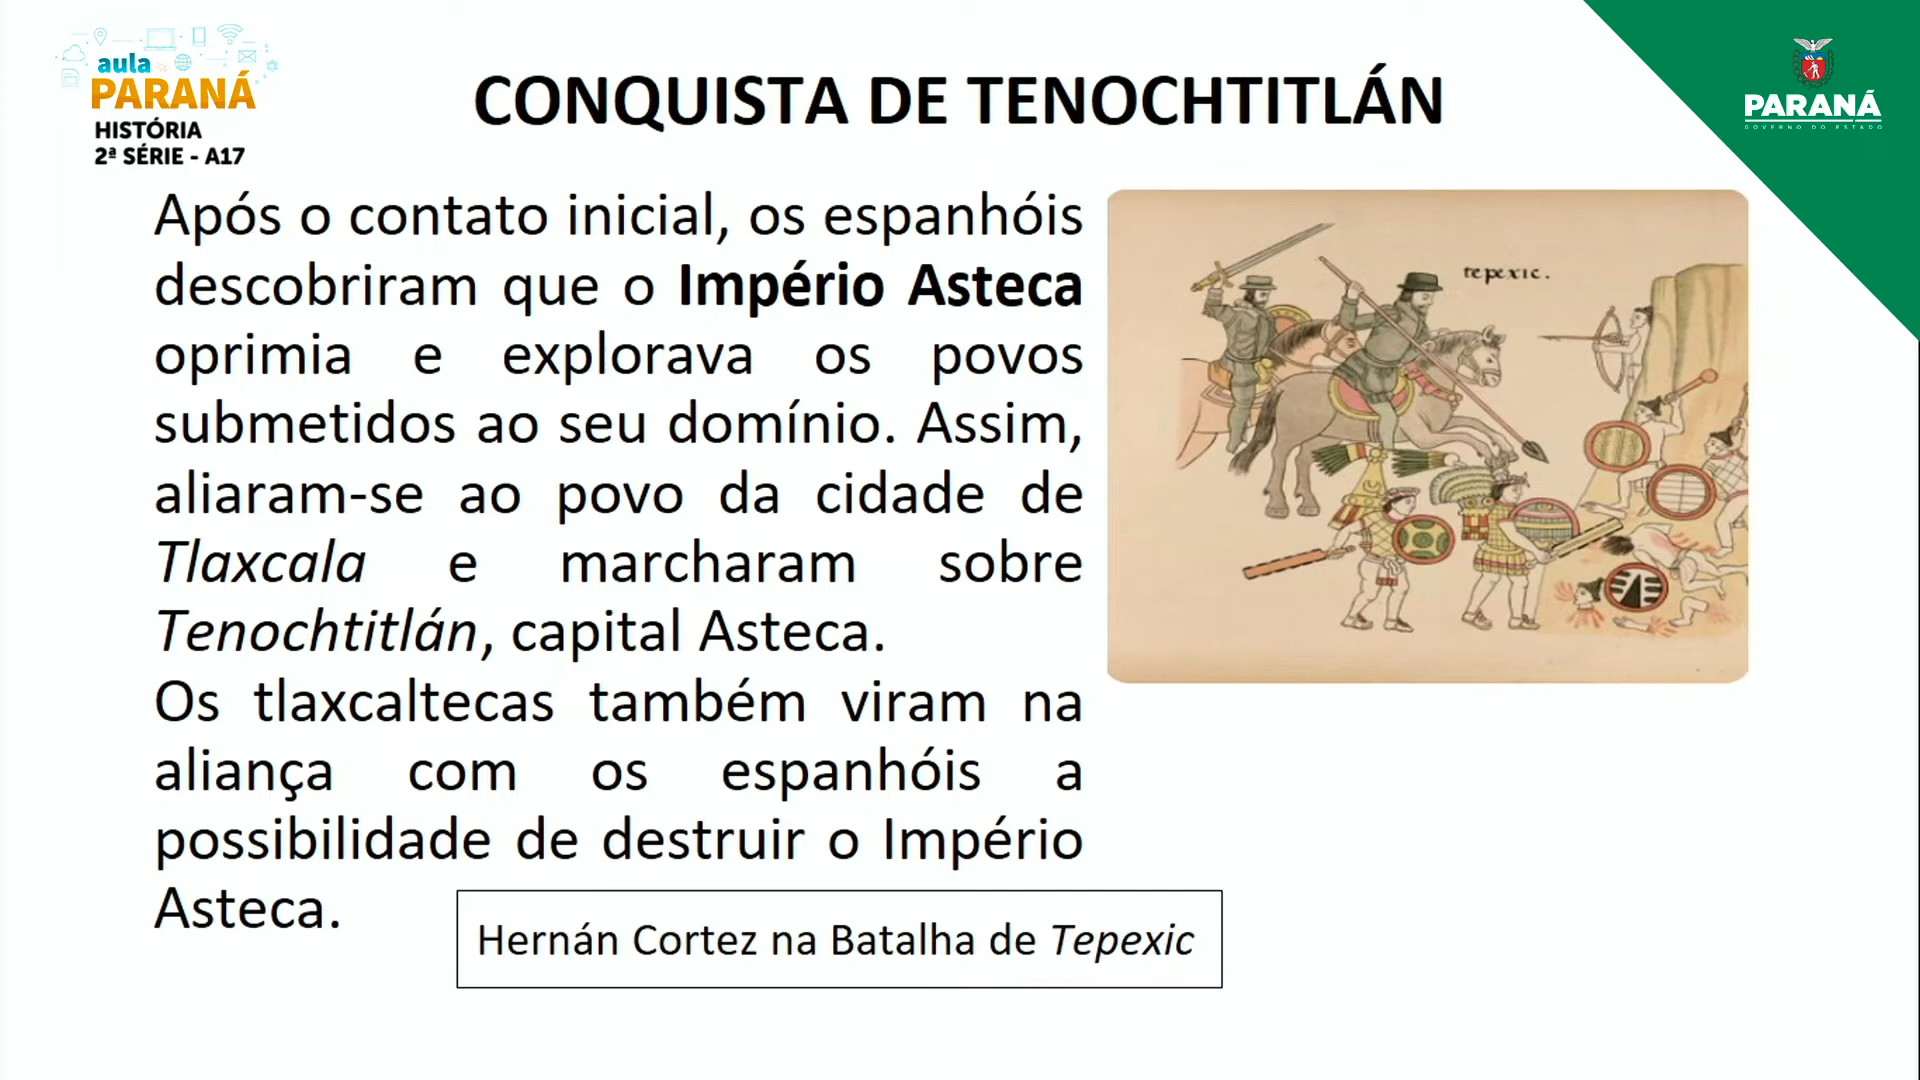 aula
PARANÁ
HISTÓRIA
2ª SÉRIE - A17
CONQUISTA DE TENOCHTITLÁN
PARANÁ
GOVERNO DO ESTADO
Após o contato inicial, os espanhóis
descobriram que o Império Asteca
oprimia e explorava os povos
submetidos ao seu domínio. Assim,
aliaram-se ao povo da cidade de
Tlaxcala e marcharam sobre
Tenochtitlán, capital Asteca.
Os tlaxcaltecas também viram na
aliança com os espanhóis a
possibilidade de destruir o Império
Asteca.
tepexic.
Hernán Cortez na Batalha de Tepexic